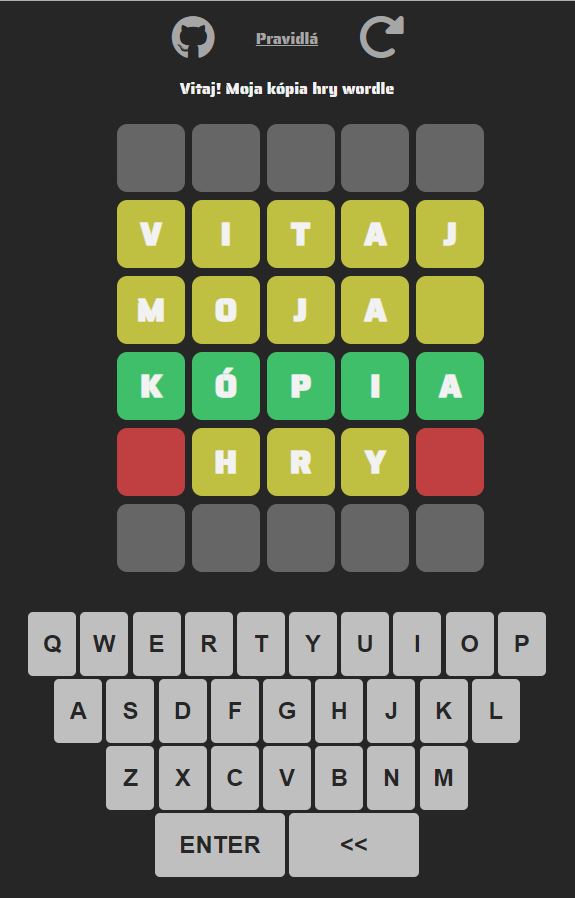 Pravidlá
Vitaj! Moja kópia hry wordle
V I T A J
M O J A
K Ó P I A
H R Y
Q W E R T Y U I O P
A S D F G H J K L
Z X C V B N M
ENTER <<